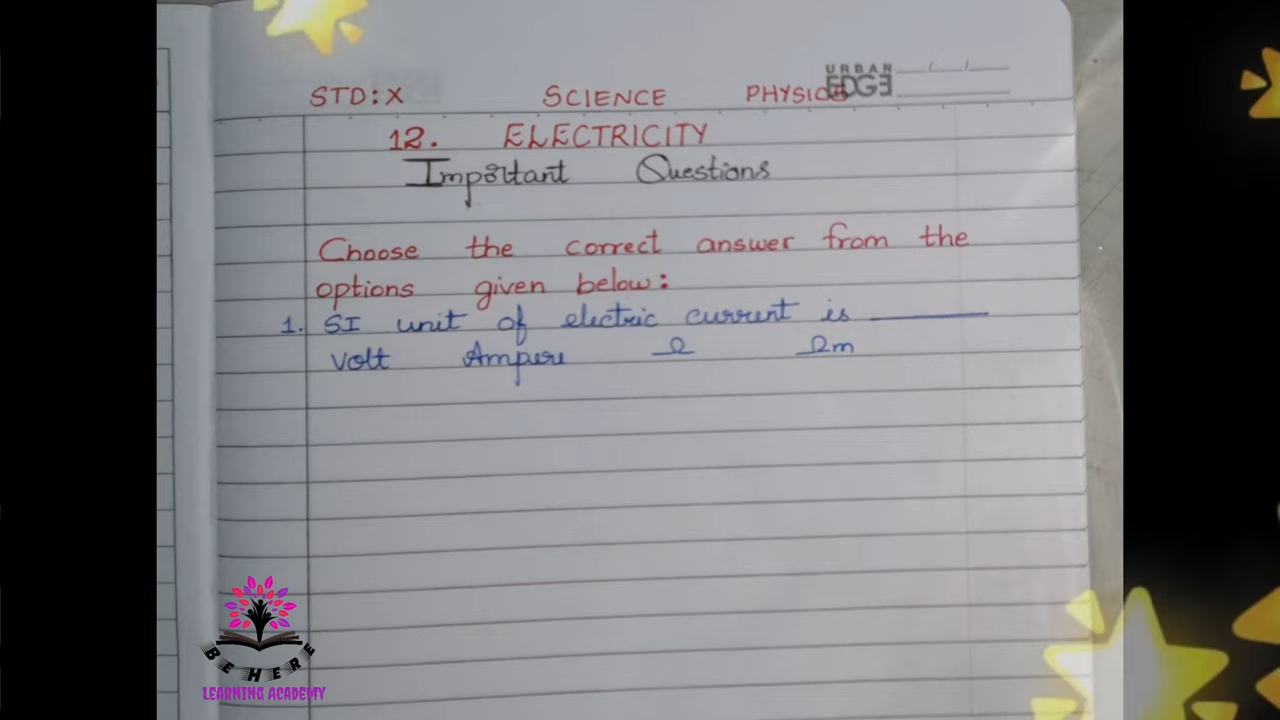 URBAN
EDGE
STD: X SCIENCE PHYSICS
12. ELECTRICITY
Important Questions
Choose the correct answer from the
options given below:
1. SI unit of electric current is ______
Volt Ampere Ω Ωm
BEHERE
LEARNING ACADEMY